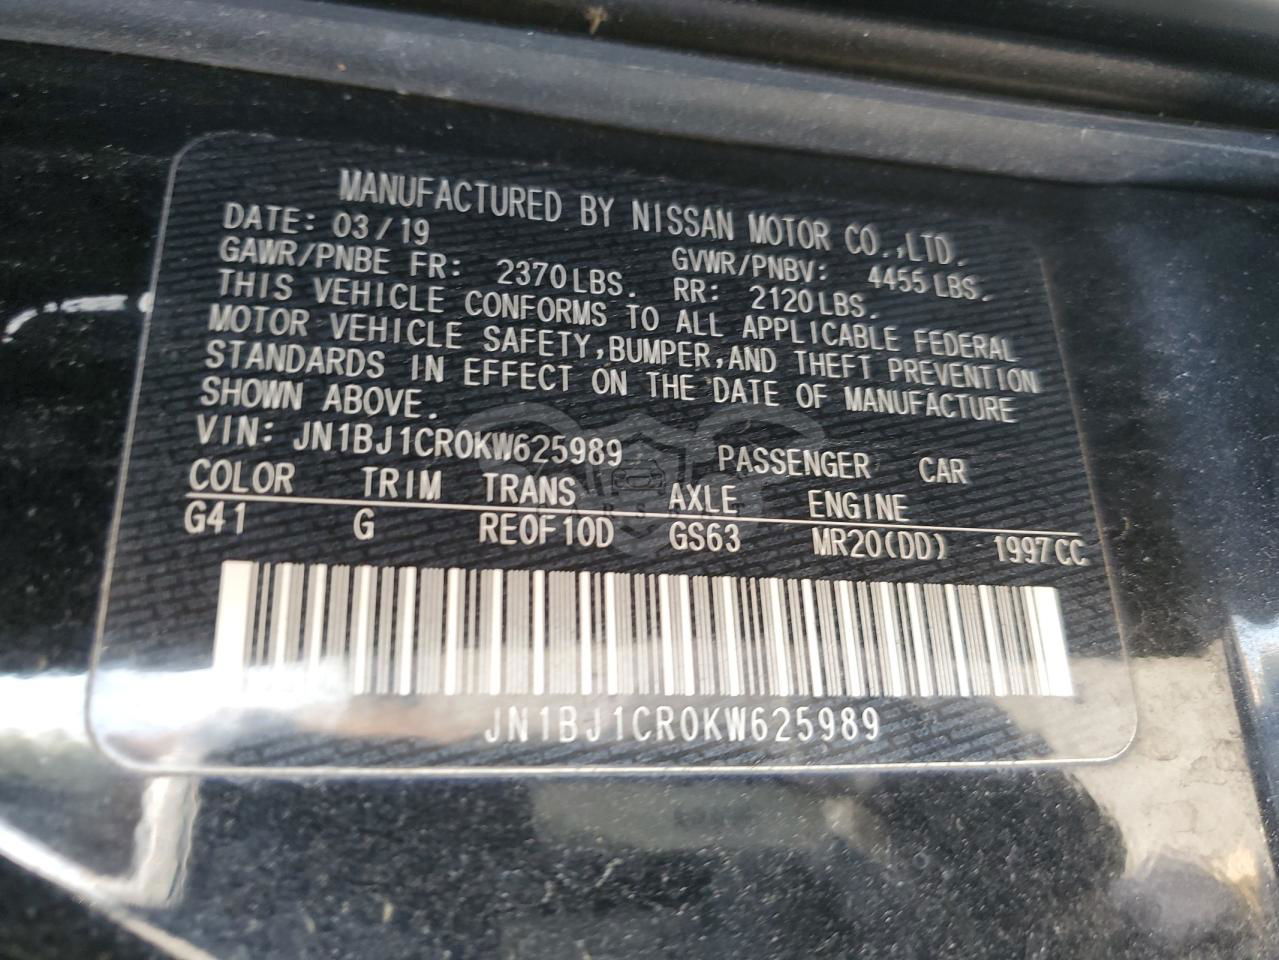 MANUFACTURED BY NISSAN MOTOR CO.,LTD.
DATE: 03/19 GVWR/PNBV: 4455 LBS.
GAWR/PNBE FR: 2370LBS. RR: 2120LBS.
THIS VEHICLE CONFORMS TO ALL APPLICABLE FEDERAL
MOTOR VEHICLE SAFETY,BUMPER,AND THEFT PREVENTION
STANDARDS IN EFFECT ON THE DATE OF MANUFACTURE
SHOWN ABOVE.
VIN: JN1BJ1CR0KW625989 PASSENGER CAR
COLOR TRIM TRANS AXLE ENGINE
G41 G RE0F10D GS63 MR20(DD) 1997CC
JN1BJ1CR0KW625989